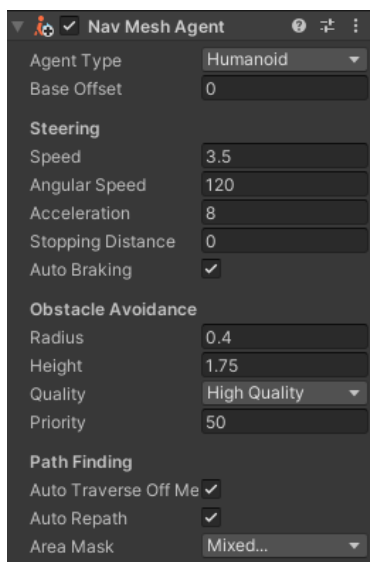 Nav Mesh Agent
Agent Type Humanoid
Base Offset 0
Steering
Speed 3.5
Angular Speed 120
Acceleration 8
Stopping Distance 0
Auto Braking
Obstacle Avoidance
Radius 0.4
Height 1.75
Quality High Quality
Priority 50
Path Finding
Auto Traverse Off Me
Auto Repath
Area Mask Mixed...